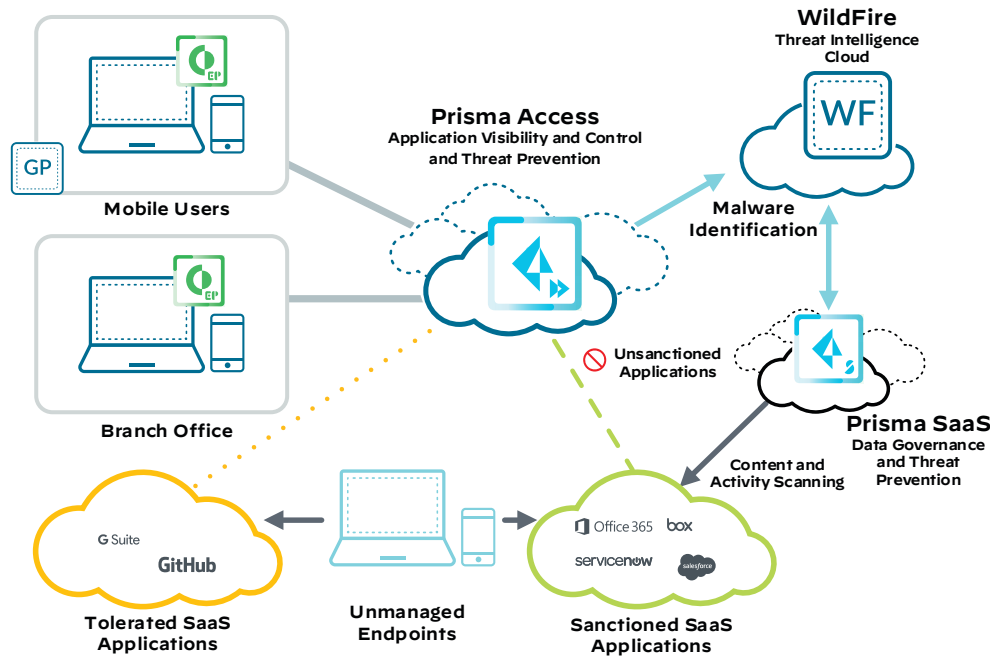 WildFire
Threat Intelligence
Cloud
WF
EP
GP
Mobile Users
Prisma Access
Application Visibility and Control
and Threat Prevention
Malware
Identification
EP
Branch Office
Unsanctioned
Applications
Prisma SaaS
Data Governance
and Threat
Prevention
Content and
Activity Scanning
G Suite
GitHub
Tolerated SaaS
Applications
Unmanaged
Endpoints
Office 365
box
servicenow
salesforce
Sanctioned SaaS
Applications